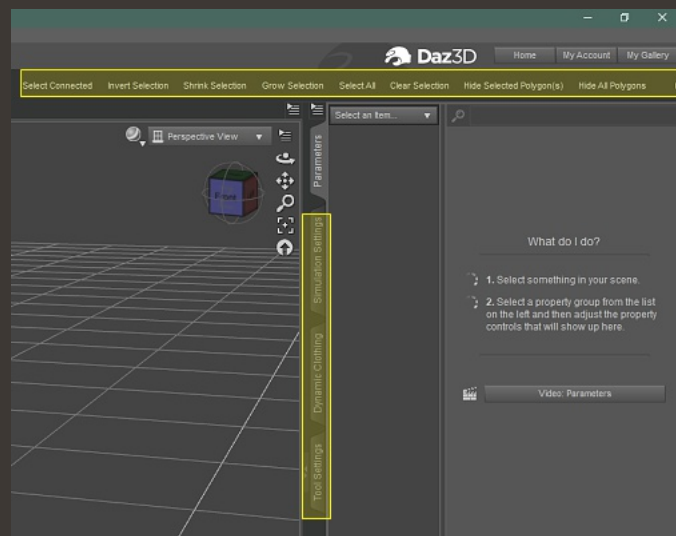 Daz3D
Home My Account My Gallery
Select Connected Invert Selection Shrink Selection Grow Selection Select All Clear Selection Hide Selected Polygon(s) Hide All Polygons
Perspective View
Front
Select an Item...
Parameters
Simulation Settings
Dynamic Clothing
Tool Settings
What do I do?
1. Select something in your scene.
2. Select a property group from the list
on the left and then adjust the property
controls that will show up here.
Video: Parameters